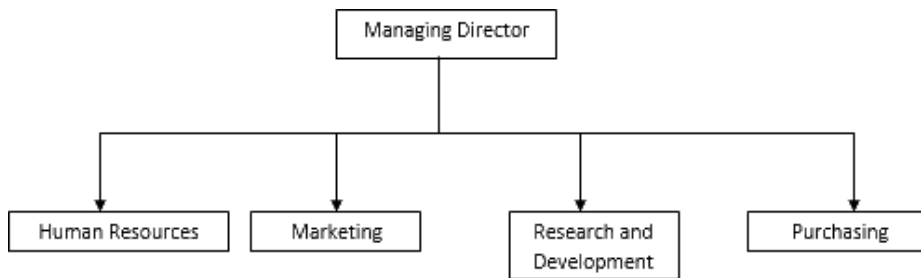 Managing Director
Human Resources
Marketing
Research and
Development
Purchasing